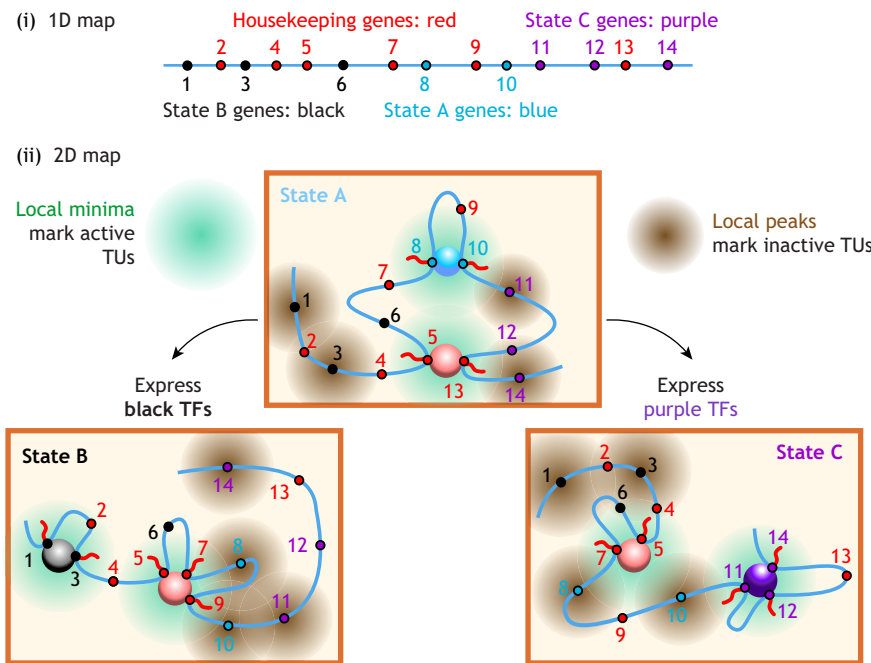 (i) 1D map
Housekeeping genes: red
State C genes: purple
2 4 5 7 9 11 12 13 14
1 3 6 8 10
State B genes: black
State A genes: blue
(ii) 2D map
Local minima
mark active
TUs
State A
9
8 10
7
11
1
6
5 12
2 3
4
13
14
Local peaks
mark inactive TUs
Express
black TFs
Express
purple TFs
State B
14
13
2
6
12
1
3
4
5 7
8
9
11
10
State C
1
2
3
6
4
5
7
14
13
8
11
12
10
9